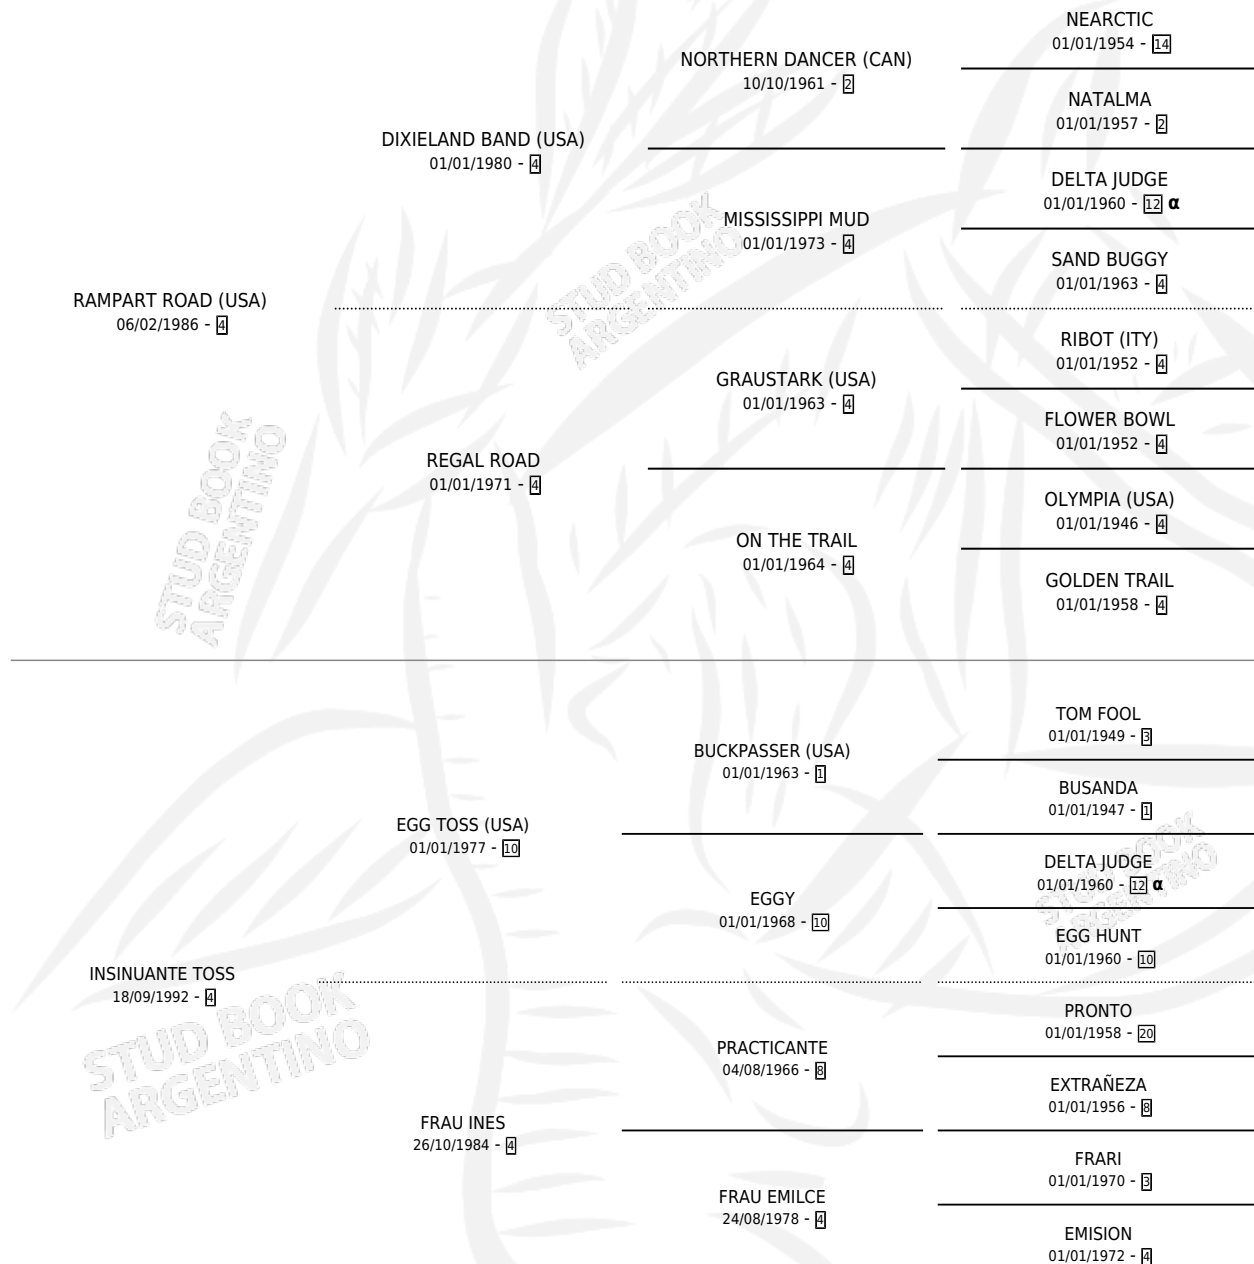 NEARCTIC
01/01/1954 - 14
NORTHERN DANCER (CAN)
10/10/1961 - 2
NATALMA
01/01/1957 - 2
DIXIELAND BAND (USA)
01/01/1980 - 4
DELTA JUDGE
01/01/1960 - 12 α
MISSISSIPPI MUD
01/01/1973 - 4
SAND BUGGY
01/01/1963 - 4
RAMPART ROAD (USA)
06/02/1986 - 4
RIBOT (ITY)
01/01/1952 - 4
GRAUSTARK (USA)
01/01/1963 - 4
FLOWER BOWL
01/01/1952 - 4
REGAL ROAD
01/01/1971 - 4
OLYMPIA (USA)
01/01/1946 - 4
ON THE TRAIL
01/01/1964 - 4
GOLDEN TRAIL
01/01/1958 - 4
STUD BOOK
ARGENTINO
STUD BOOK
ARGENTINO
TOM FOOL
01/01/1949 - 3
BUCKPASSER (USA)
01/01/1963 - 1
BUSANDA
01/01/1947 - 1
EGG TOSS (USA)
01/01/1977 - 10
DELTA JUDGE
01/01/1960 - 12 α
EGGY
01/01/1968 - 10
EGG HUNT
01/01/1960 - 10
INSINUANTE TOSS
18/09/1992 - 4
PRONTO
01/01/1958 - 20
PRACTICANTE
04/08/1966 - 8
EXTRAÑEZA
01/01/1956 - 8
FRAU INES
26/10/1984 - 4
FRARI
01/01/1970 - 3
FRAU EMILCE
24/08/1978 - 4
EMISION
01/01/1972 - 4
STUD BOOK
ARGENTINO
STUD BOOK
ARGENTINO